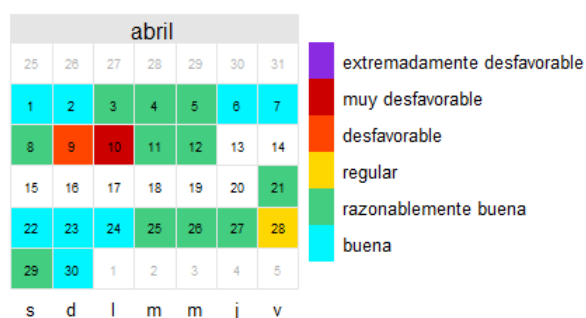 abril
25 26 27 28 29 30 31
1 2 3 4 5 6 7
8 9 10 11 12 13 14
15 16 17 18 19 20 21
22 23 24 25 26 27 28
29 30 1 2 3 4 5
s d l m m j v
extremadamente desfavorable
muy desfavorable
desfavorable
regular
razonablemente buena
buena